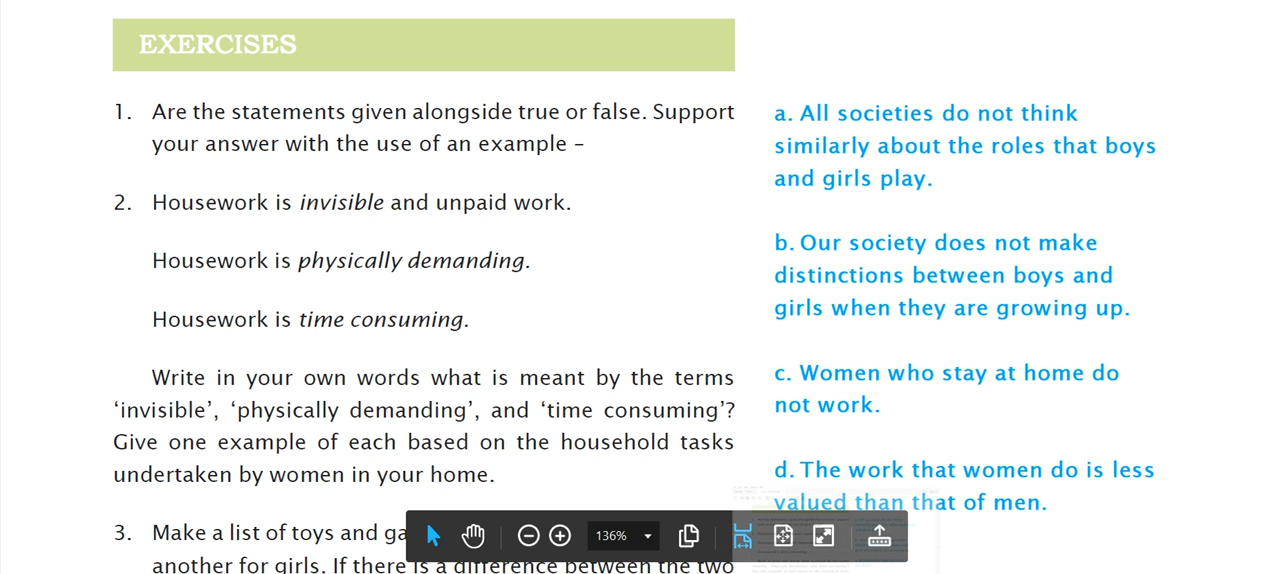 EXERCISES
1. Are the statements given alongside true or false. Support
your answer with the use of an example –
2. Housework is invisible and unpaid work.
Housework is physically demanding.
Housework is time consuming.
Write in your own words what is meant by the terms
‘invisible’, ‘physically demanding’, and ‘time consuming’?
Give one example of each based on the household tasks
undertaken by women in your home.
3. Make a list of toys and ga
another for girls. If there is a difference between the two
a. All societies do not think
similarly about the roles that boys
and girls play.
b. Our society does not make
distinctions between boys and
girls when they are growing up.
c. Women who stay at home do
not work.
d. The work that women do is less
valued than that of men.
136%